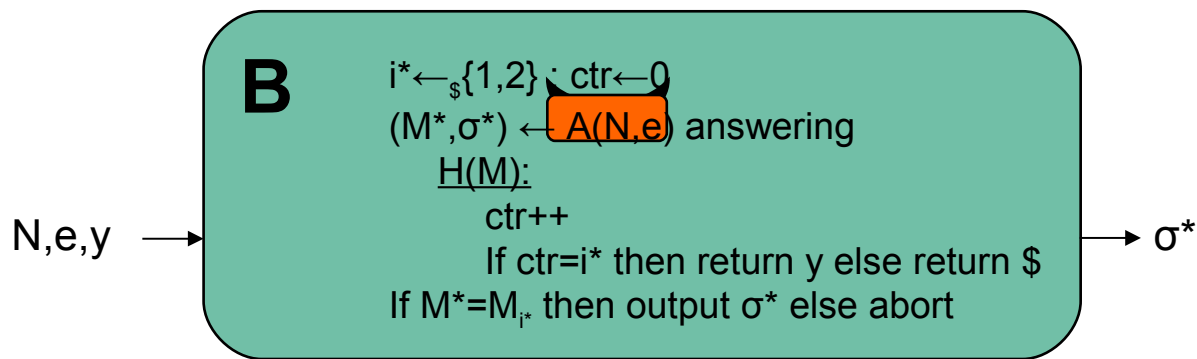 B
i*←$\{1,2} ; ctr←0
(M*,σ*) ← A(N,e) answering
H(M):
ctr++
N,e,y
σ*
If ctr=i* then return y else return $
If M*=Mi* then output σ* else abort